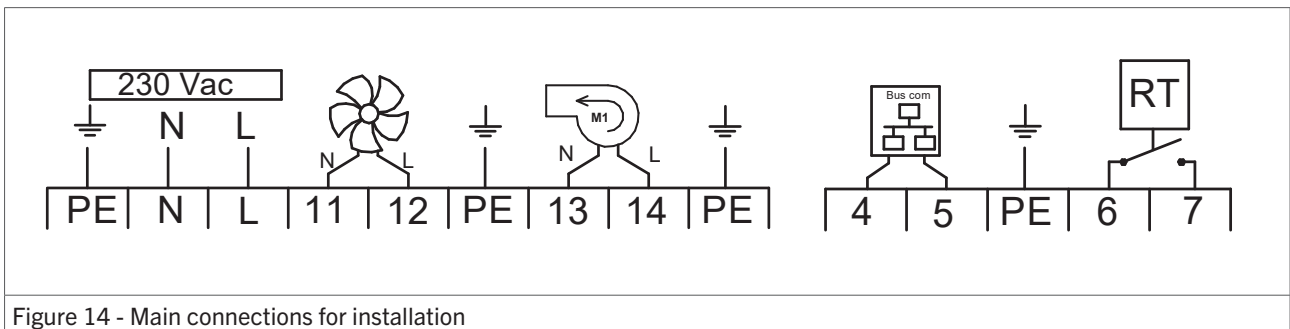 230 Vac
N L
N L
M1
N L
Bus com
RT
PE N L 11 12 PE 13 14 PE
4 5 PE 6 7
Figure 14 - Main connections for installation